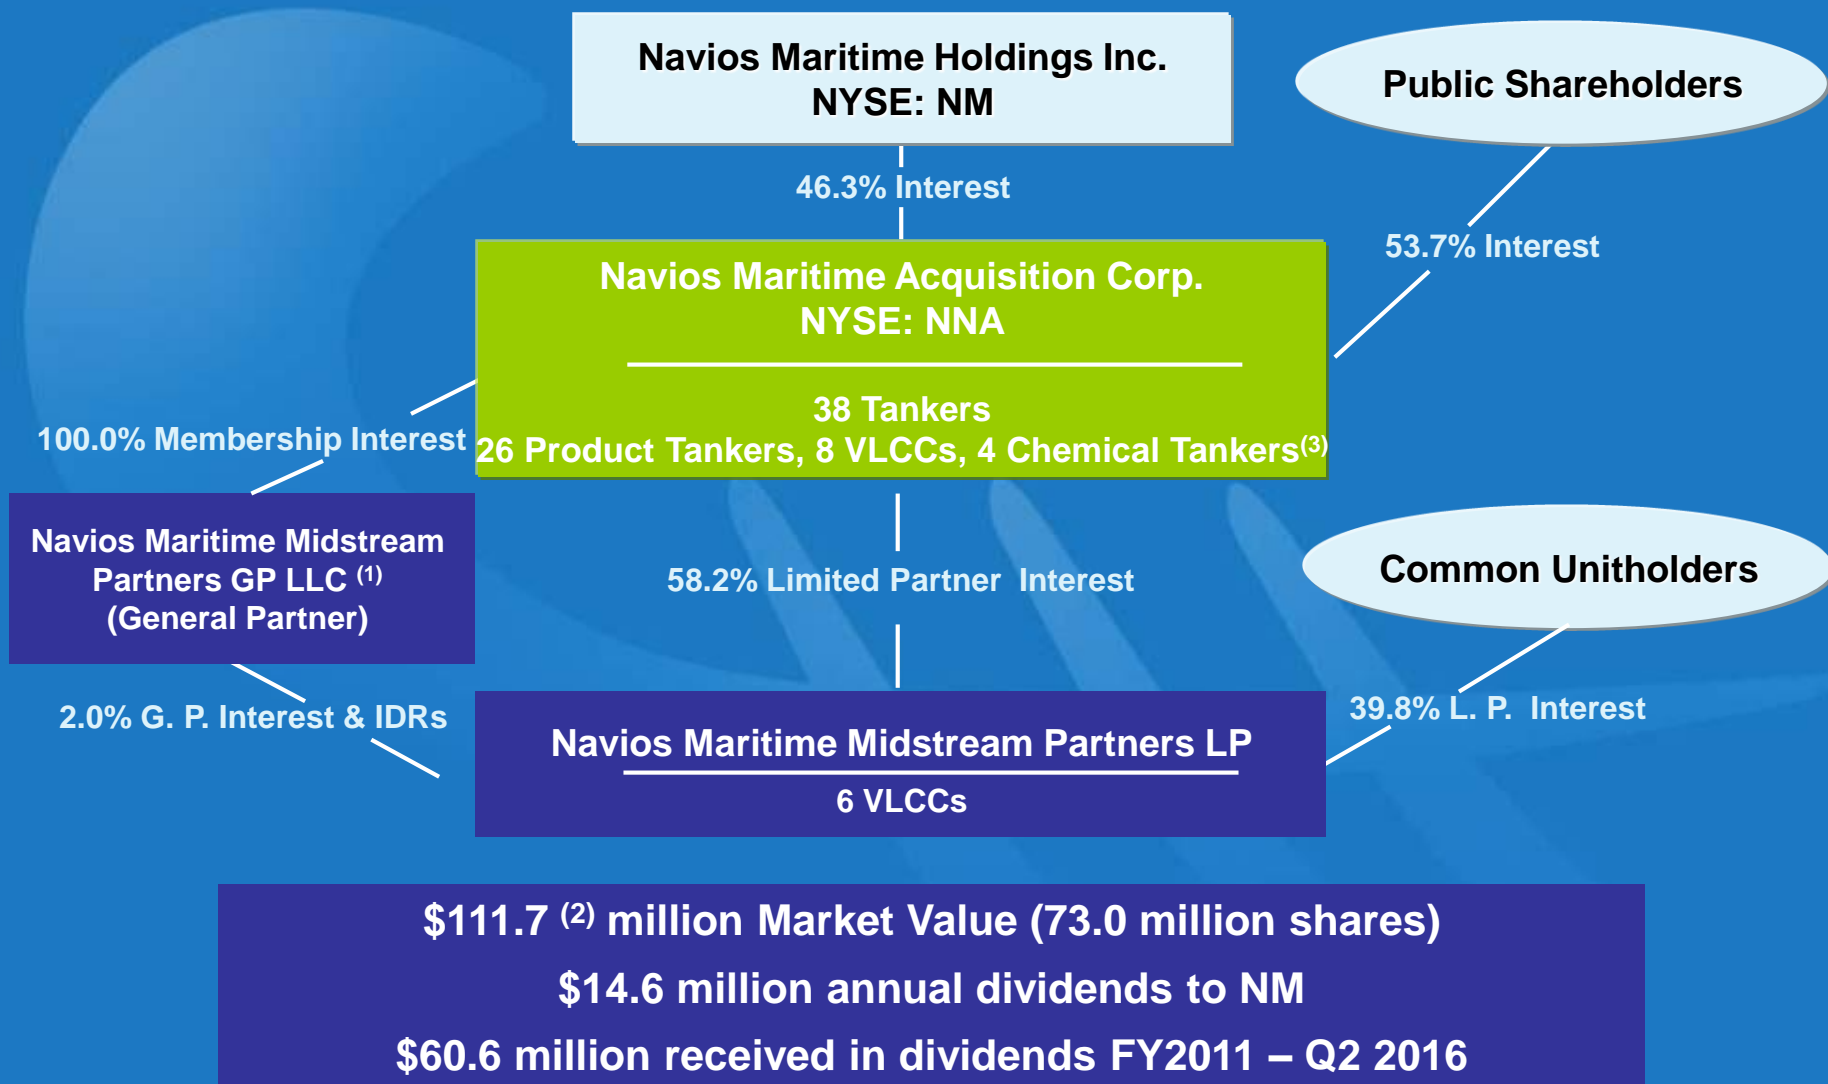 Navios Maritime Holdings Inc.
NYSE: NM
Public Shareholders
46.3% Interest
53.7% Interest
Navios Maritime Acquisition Corp.
NYSE: NNA
38 Tankers
26 Product Tankers, 8 VLCCs, 4 Chemical Tankers(3)
100.0% Membership Interest
Navios Maritime Midstream
Partners GP LLC (1)
(General Partner)
58.2% Limited Partner Interest
Common Unitholders
2.0% G. P. Interest & IDRs
39.8% L. P. Interest
Navios Maritime Midstream Partners LP
6 VLCCs
$111.7 (2) million Market Value (73.0 million shares)
$14.6 million annual dividends to NM
$60.6 million received in dividends FY2011 – Q2 2016